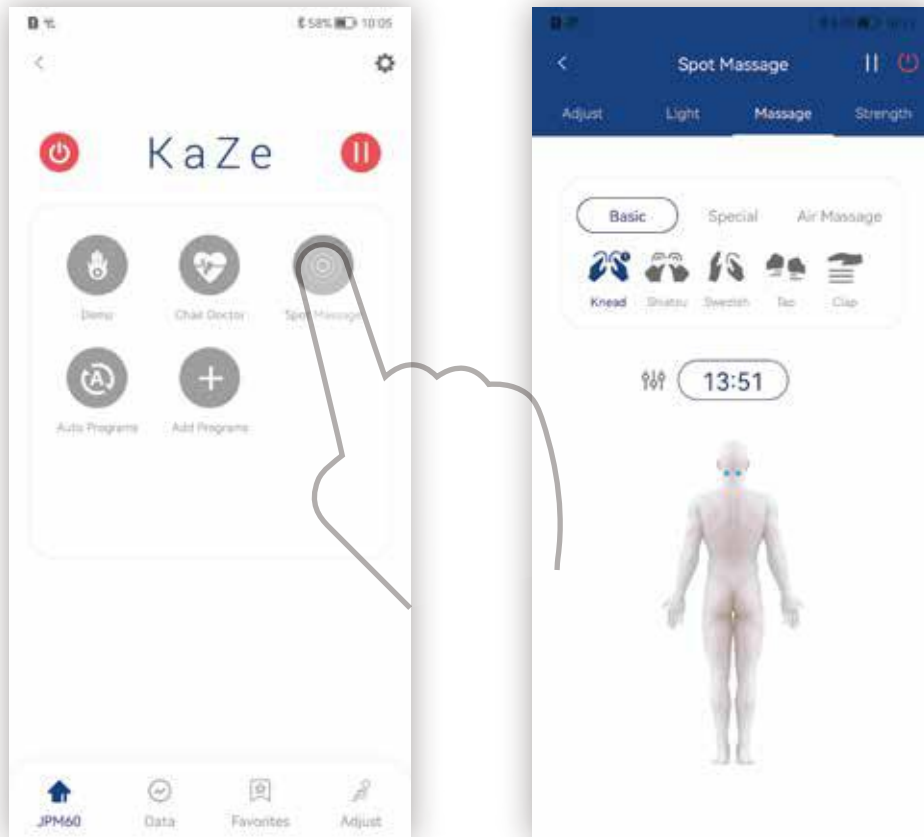 58% 10:05
KaZe
Demo Chair Doctor Spot Massage
Auto Programs Add Programs
JPM60 Data Favorites Adjust
Spot Massage
Adjust Light Massage Strength
Basic Special Air Massage
Knead Shiatsu Swedish Tap Clap
13:51